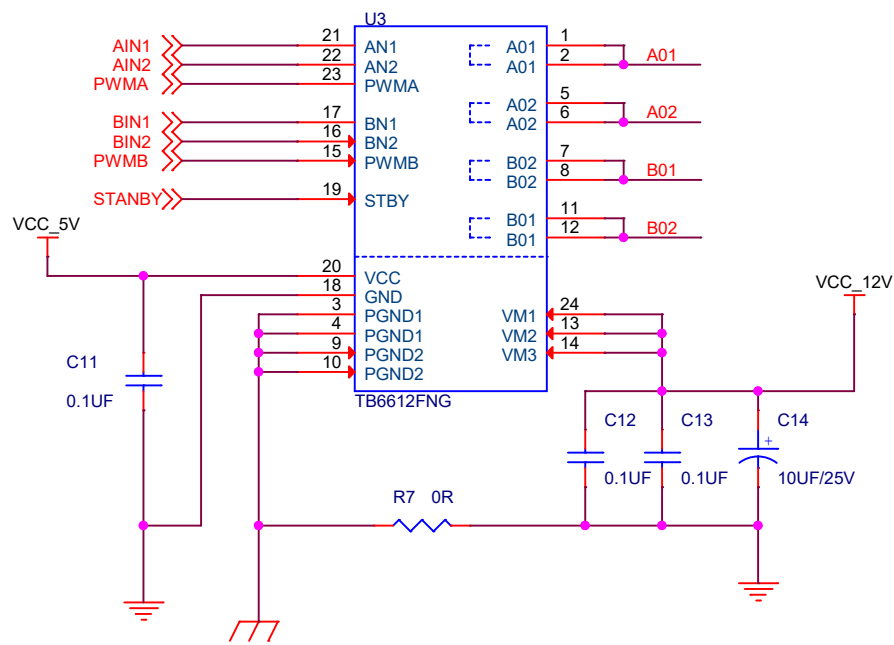 U3
AIN1 21 AN1 A01 1
AIN2 22 AN2 A01 2 A01
PWMA 23 PWMA
A02 5
BIN1 17 BN1 A02 6 A02
BIN2 16 BN2
PWMB 15 PWMB B02 7
B02 8 B01
STANBY 19 STBY
B01 11
VCC_5V B01 12 B02
20 VCC
18 GND VCC_12V
3 PGND1 VM1 24
4 PGND1 VM2 13
9 PGND2 VM3 14
10 PGND2
C11
0.1UF TB6612FNG
C12 C13 C14
+
0.1UF 0.1UF 10UF/25V
R7 0R